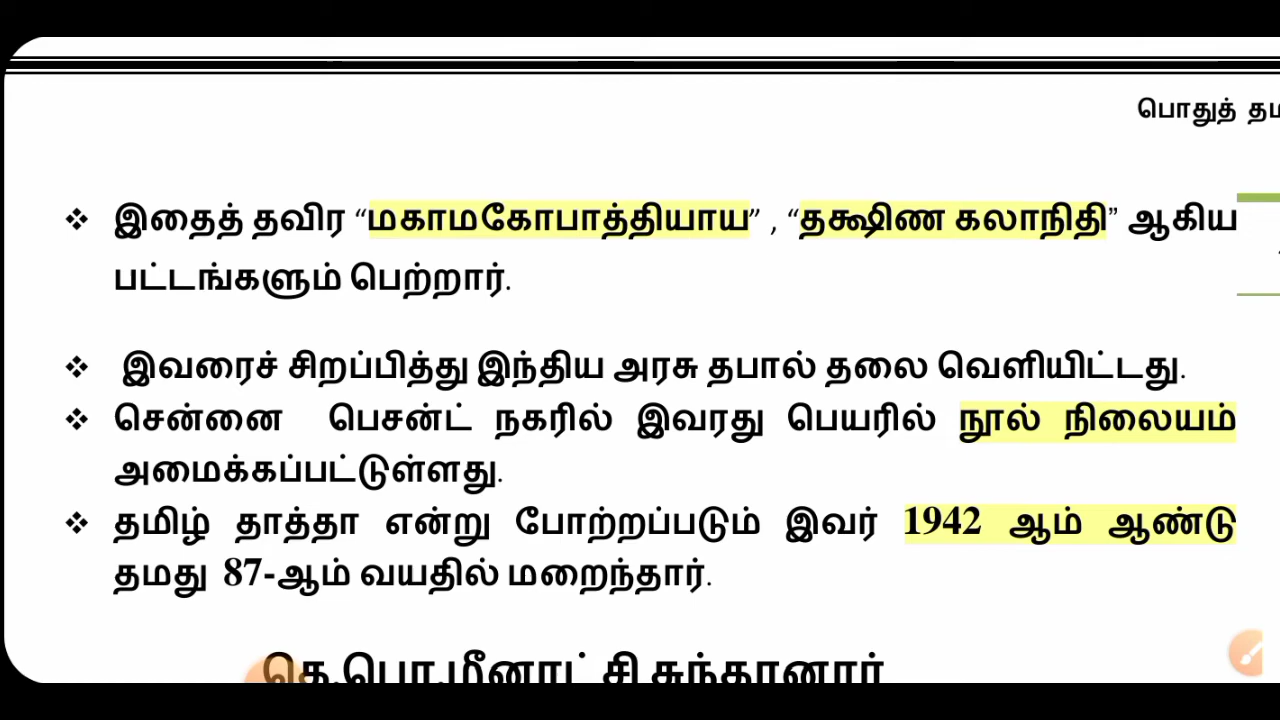 பொதுத்
❖ இதைத் தவிர “மகாமகோபாத்தியாய” , “தக்ஷிண கலாநிதி” ஆகிய
பட்டங்களும் பெற்றார்.
❖ இவரைச் சிறப்பித்து இந்திய அரசு தபால் தலை வெளியிட்டது.
❖ சென்னை பெசன்ட் நகரில் இவரது பெயரில் நூல் நிலையம்
அமைக்கப்பட்டுள்ளது.
❖ தமிழ் தாத்தா என்று போற்றப்படும் இவர் 1942 ஆம் ஆண்டு
தமது 87-ஆம் வயதில் மறைந்தார்.